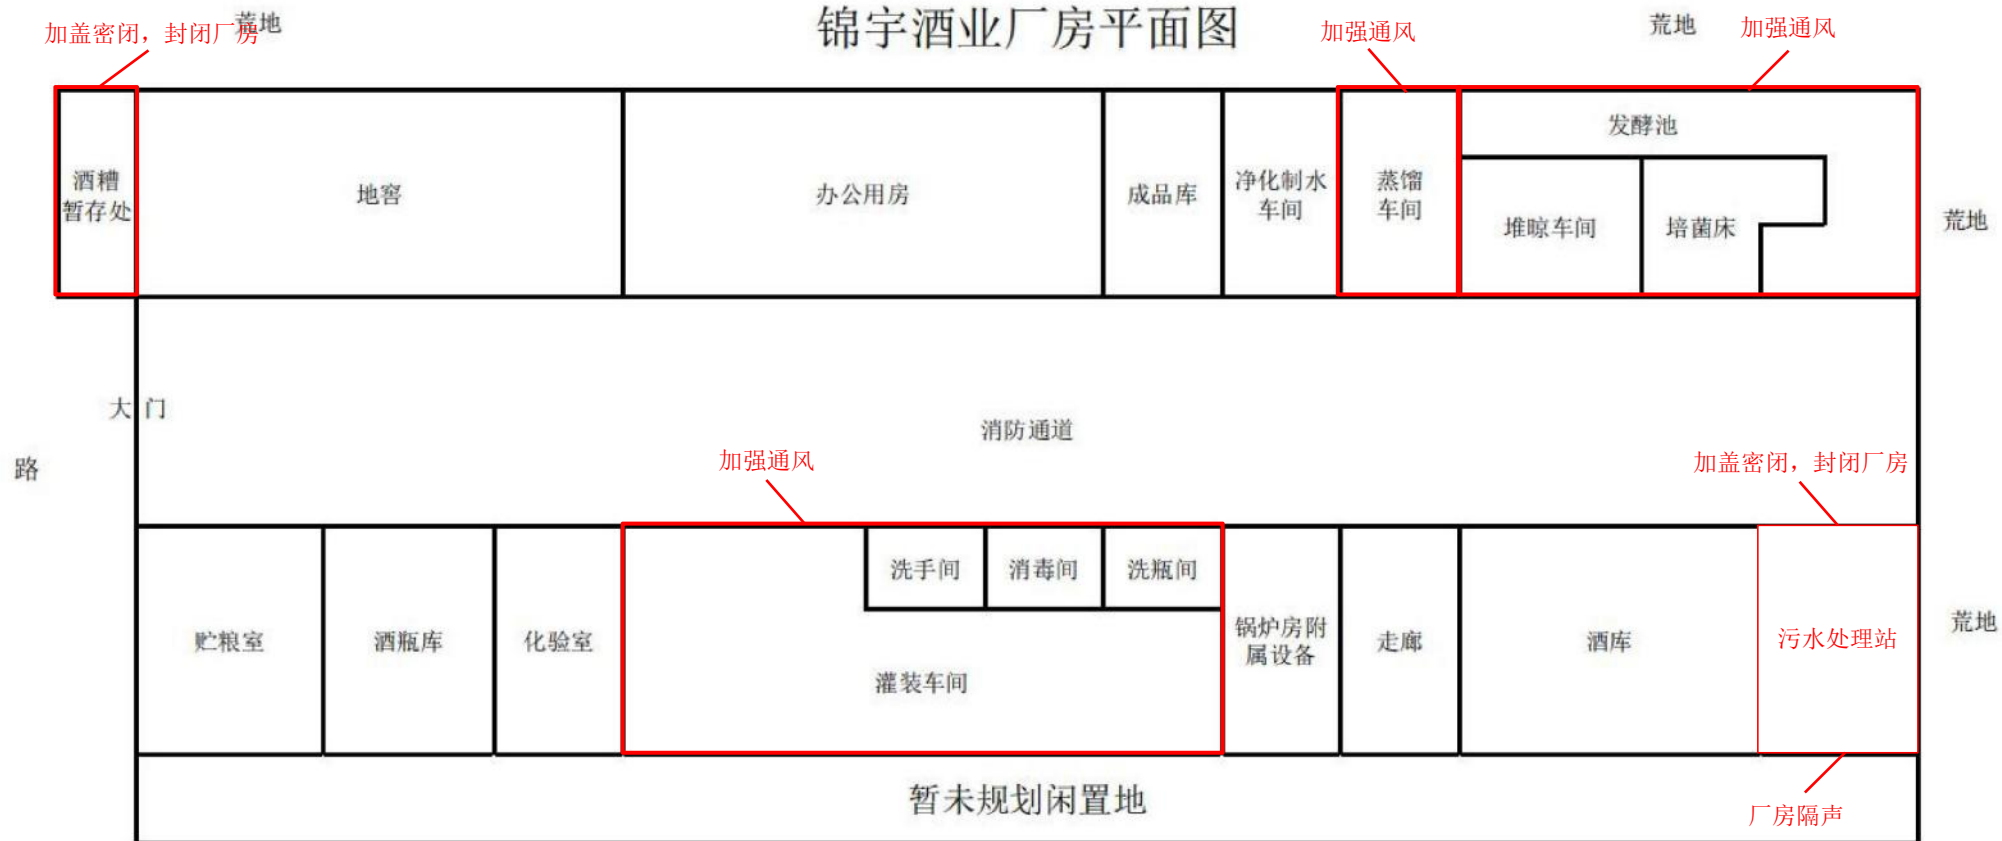 锦宇酒业厂房平面图
荒地
加盖密闭，封闭厂房
加强通风
荒地
加强通风
发酵池
酒糟
暂存处
地窖
办公用房
成品库
净化制水
车间
蒸馏
车间
堆晾车间
培菌床
荒地
大门
消防通道
路
加强通风
加盖密闭，封闭厂房
洗手间
消毒间
洗瓶间
贮粮室
酒瓶库
化验室
灌装车间
锅炉房附
属设备
走廊
酒库
污水处理站
荒地
暂未规划闲置地
厂房隔声